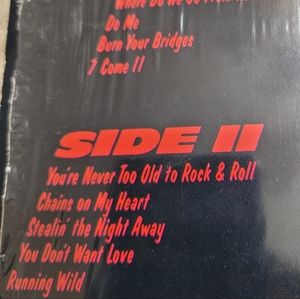 Where Do We Go From
Do Me
Burn Your Bridges
7 Come 11
SIDE II
You're Never Too Old to Rock & Roll
Chains on My Heart
Stealin' the Night Away
You Don't Want Love
Running Wild